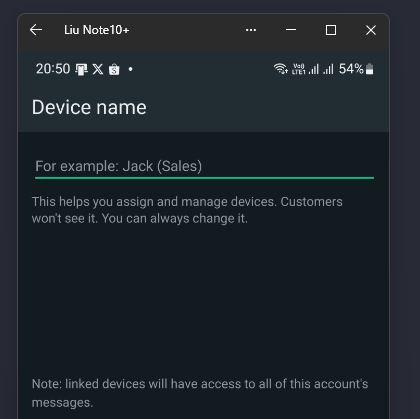 Liu Note10+
20:50
VoB LTE1 54%
Device name
For example: Jack (Sales)
This helps you assign and manage devices. Customers
won't see it. You can always change it.
Note: linked devices will have access to all of this account's
messages.